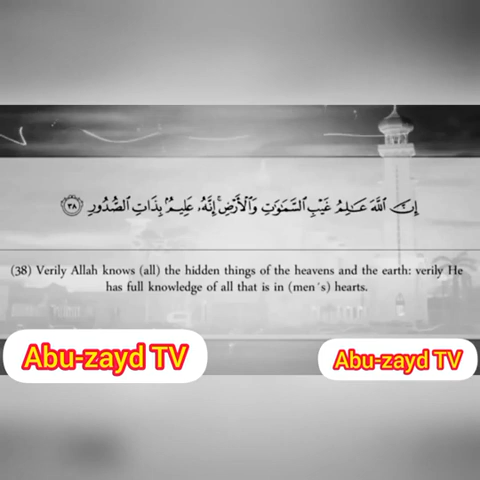 إِنَّ ٱللَّهَ عَـٰلِمُ غَيْبِ ٱلسَّمَـٰوَٰتِ وَٱلْأَرْضِ ۚ إِنَّهُۥ عَلِيمٌۢ بِذَاتِ ٱلصُّدُورِ ٣٨
(38) Verily Allah knows (all) the hidden things of the heavens and the earth: verily He
has full knowledge of all that is in (men´s) hearts.
Abu-zayd TV
Abu-zayd TV